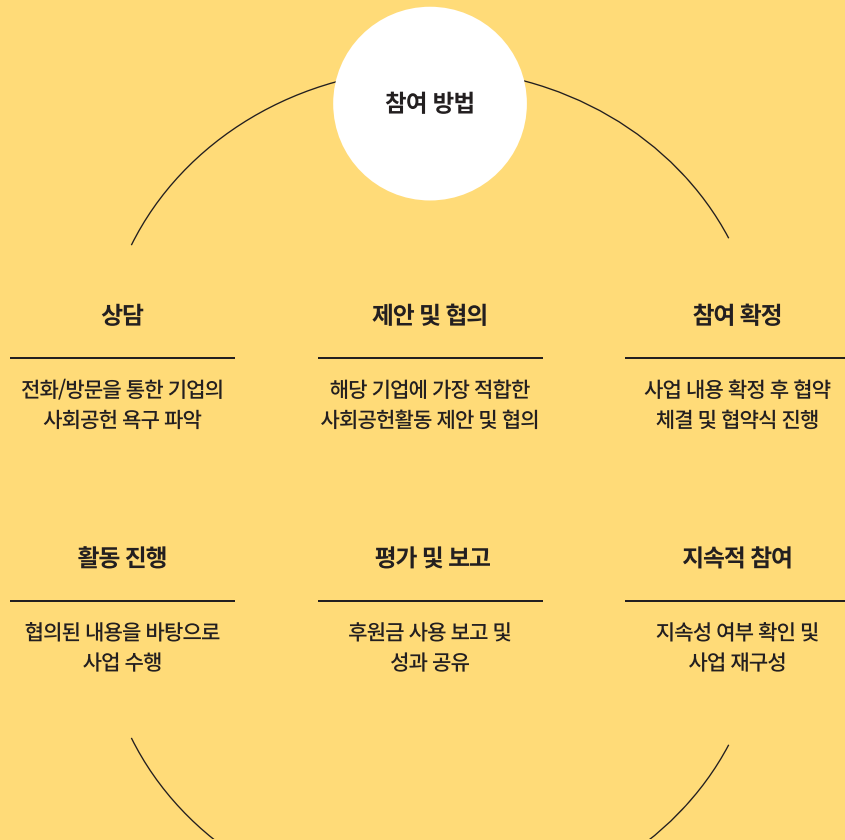 참여 방법
상담
전화/방문을 통한 기업의
사회공헌 욕구 파악
제안 및 협의
해당 기업에 가장 적합한
사회공헌활동 제안 및 협의
참여 확정
사업 내용 확정 후 협약
체결 및 협약식 진행
활동 진행
협의된 내용을 바탕으로
사업 수행
평가 및 보고
후원금 사용 보고 및
성과 공유
지속적 참여
지속성 여부 확인 및
사업 재구성